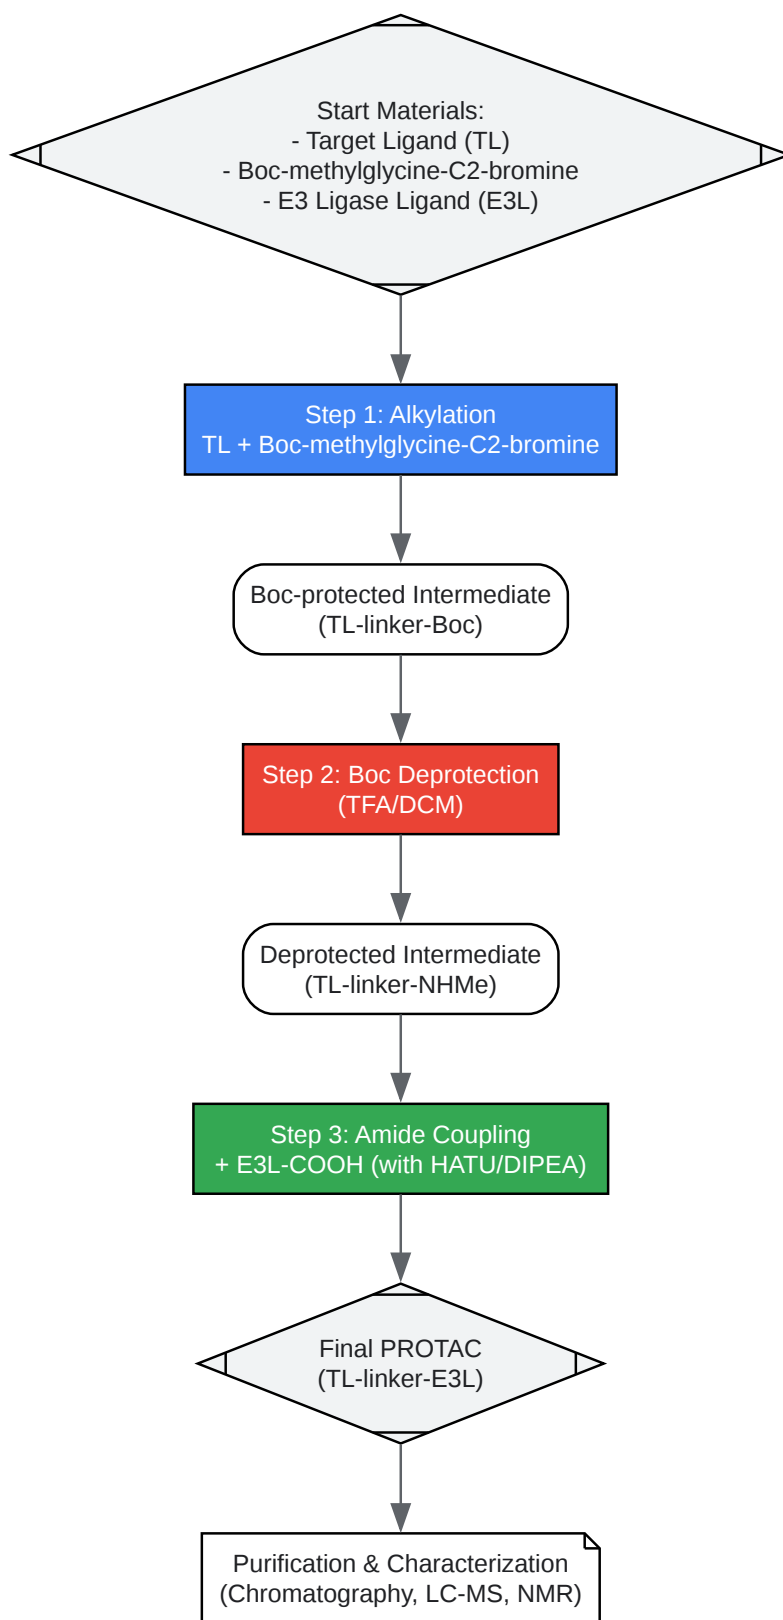 Start Materials:
- Target Ligand (TL)
- Boc-methylglycine-C2-bromine
- E3 Ligase Ligand (E3L)
Step 1: Alkylation
TL + Boc-methylglycine-C2-bromine
Boc-protected Intermediate
(TL-linker-Boc)
Step 2: Boc Deprotection
(TFA/DCM)
Deprotected Intermediate
(TL-linker-NHMe)
Step 3: Amide Coupling
+ E3L-COOH (with HATU/DIPEA)
Final PROTAC
(TL-linker-E3L)
Purification & Characterization
(Chromatography, LC-MS, NMR)